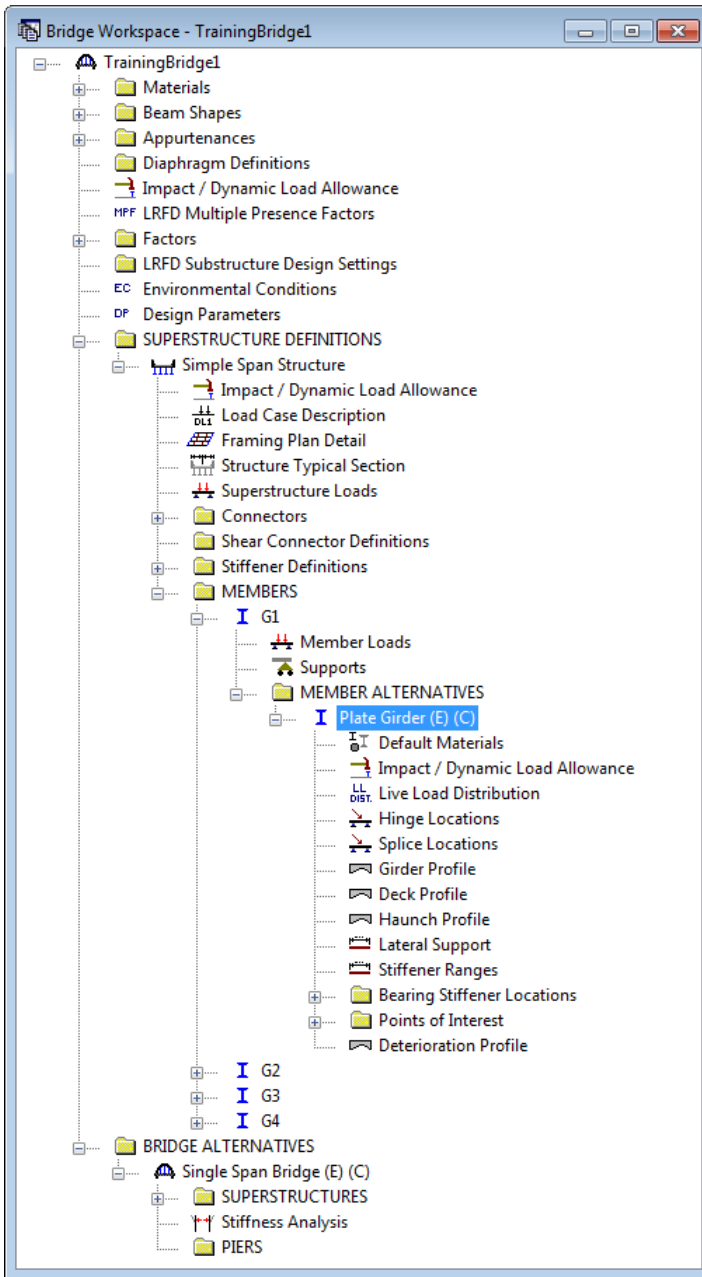 Bridge Workspace - TrainingBridge1
TrainingBridge1
Materials
Beam Shapes
Appurtenances
Diaphragm Definitions
Impact / Dynamic Load Allowance
MPF LRFD Multiple Presence Factors
Factors
LRFD Substructure Design Settings
EC Environmental Conditions
DP Design Parameters
SUPERSTRUCTURE DEFINITIONS
Simple Span Structure
Impact / Dynamic Load Allowance
DL1 Load Case Description
Framing Plan Detail
Structure Typical Section
Superstructure Loads
Connectors
Shear Connector Definitions
Stiffener Definitions
MEMBERS
G1
Member Loads
Supports
MEMBER ALTERNATIVES
Plate Girder (E) (C)
Default Materials
Impact / Dynamic Load Allowance
LL DIST. Live Load Distribution
Hinge Locations
Splice Locations
Girder Profile
Deck Profile
Haunch Profile
Lateral Support
Stiffener Ranges
Bearing Stiffener Locations
Points of Interest
Deterioration Profile
G2
G3
G4
BRIDGE ALTERNATIVES
Single Span Bridge (E) (C)
SUPERSTRUCTURES
Stiffness Analysis
PIERS